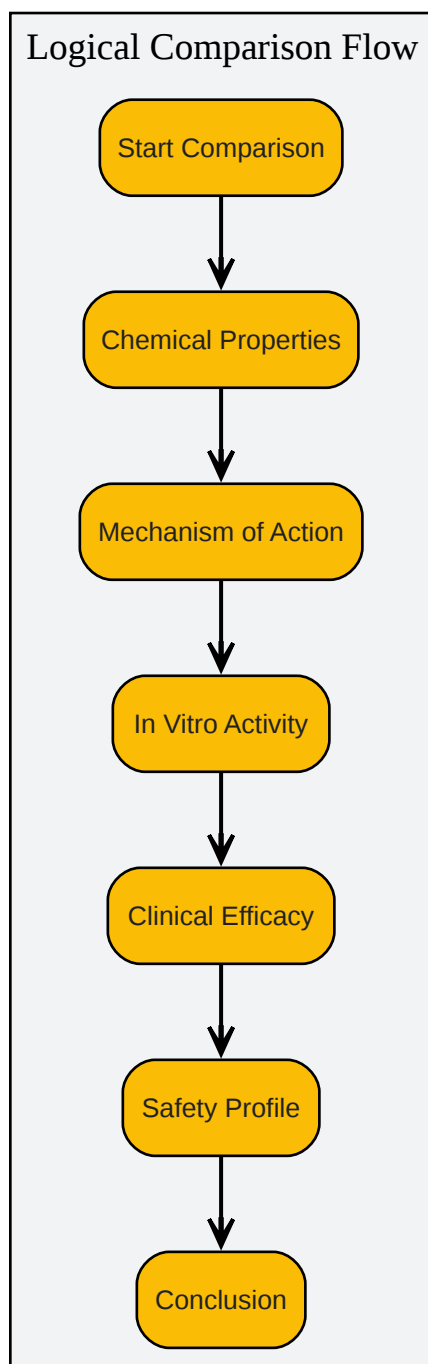 Logical Comparison Flow
Start Comparison
Chemical Properties
Mechanism of Action
In Vitro Activity
Clinical Efficacy
Safety Profile
Conclusion